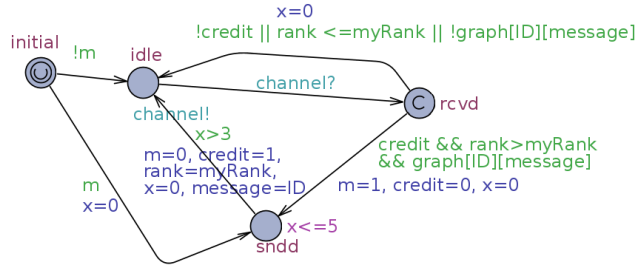 x=0
!credit || rank <=myRank || !graph[ID][message]
initial
!m
idle
channel?
C
rcvd
channel!
x>3
m=0, credit=1,
rank=myRank,
x=0, message=ID
credit && rank>myRank
&& graph[ID][message]
m=1, credit=0, x=0
m
x=0
x<=5
sndd